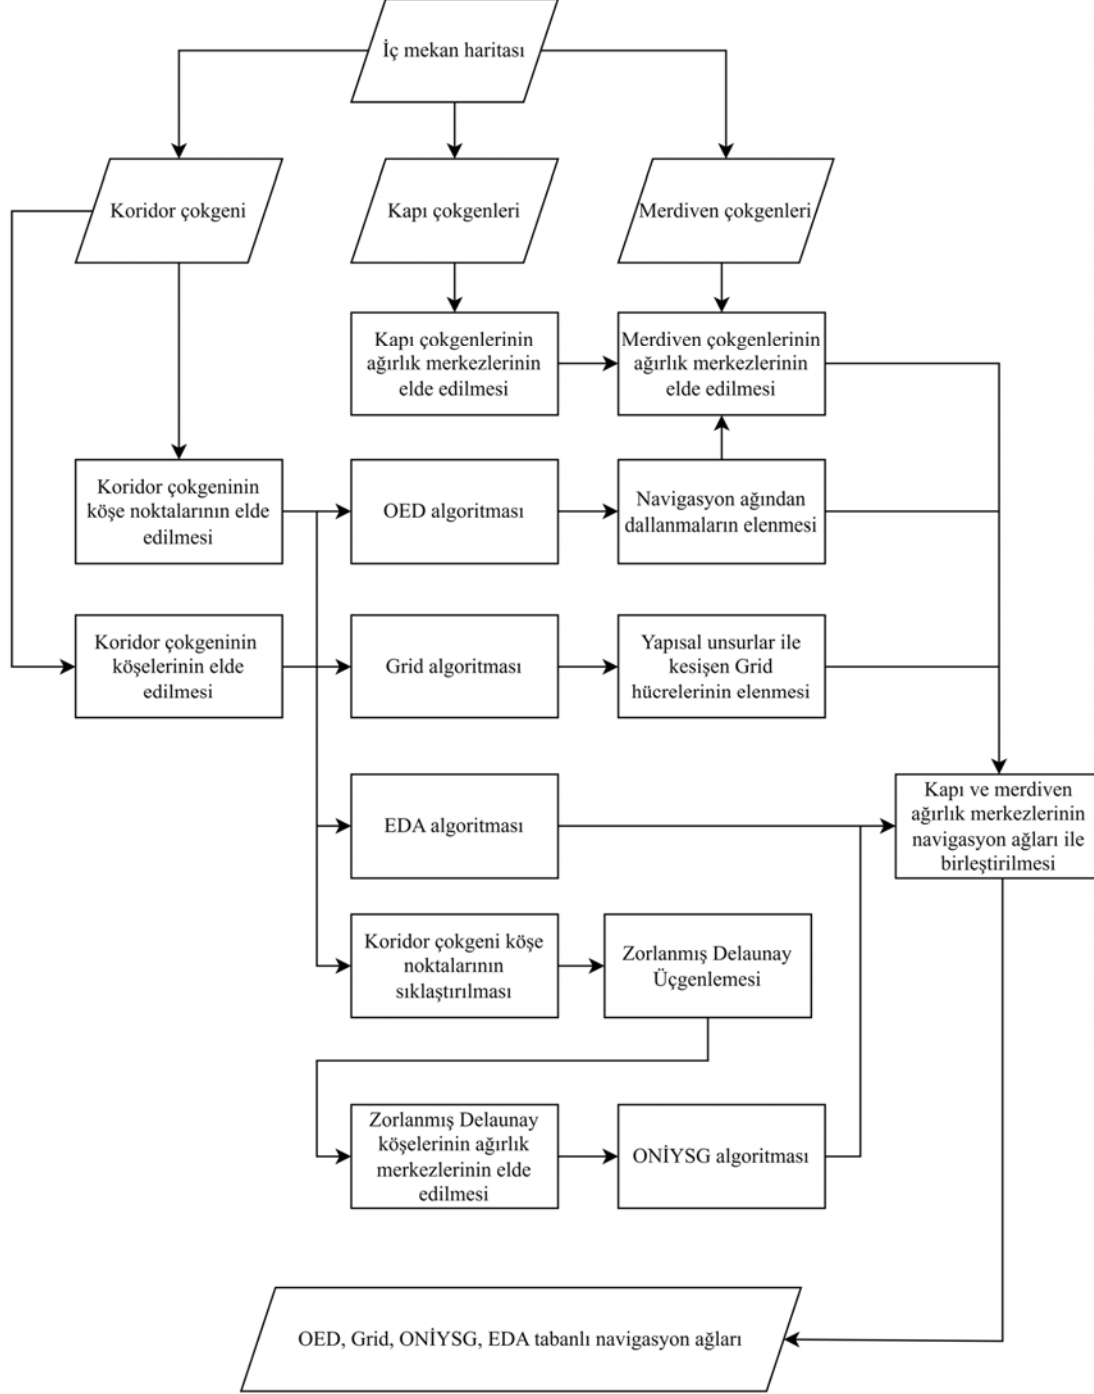 İç mekan haritası
Koridor çokgeni
Kapı çokgenleri
Merdiven çokgenleri
Kapı çokgenlerinin
ağırlık merkezlerinin
elde edilmesi
Merdiven çokgenlerinin
ağırlık merkezlerinin
elde edilmesi
Koridor çokgeninin
köşe noktalarının elde
edilmesi
OED algoritması
Navigasyon ağından
dallanmaların elenmesi
Koridor çokgeninin
köşelerinin elde
edilmesi
Grid algoritması
Yapısal unsurlar ile
kesişen Grid
hücrelerinin elenmesi
EDA algoritması
Kapı ve merdiven
ağırlık merkezlerinin
navigasyon ağları ile
birleştirilmesi
Koridor çokgeni köşe
noktalarının
sıklaştırılması
Zorlanmış Delaunay
Üçgenlemesi
Zorlanmış Delaunay
köşelerinin ağırlık
merkezlerinin elde
edilmesi
ONİYSG algoritması
OED, Grid, ONİYSG, EDA tabanlı navigasyon ağları